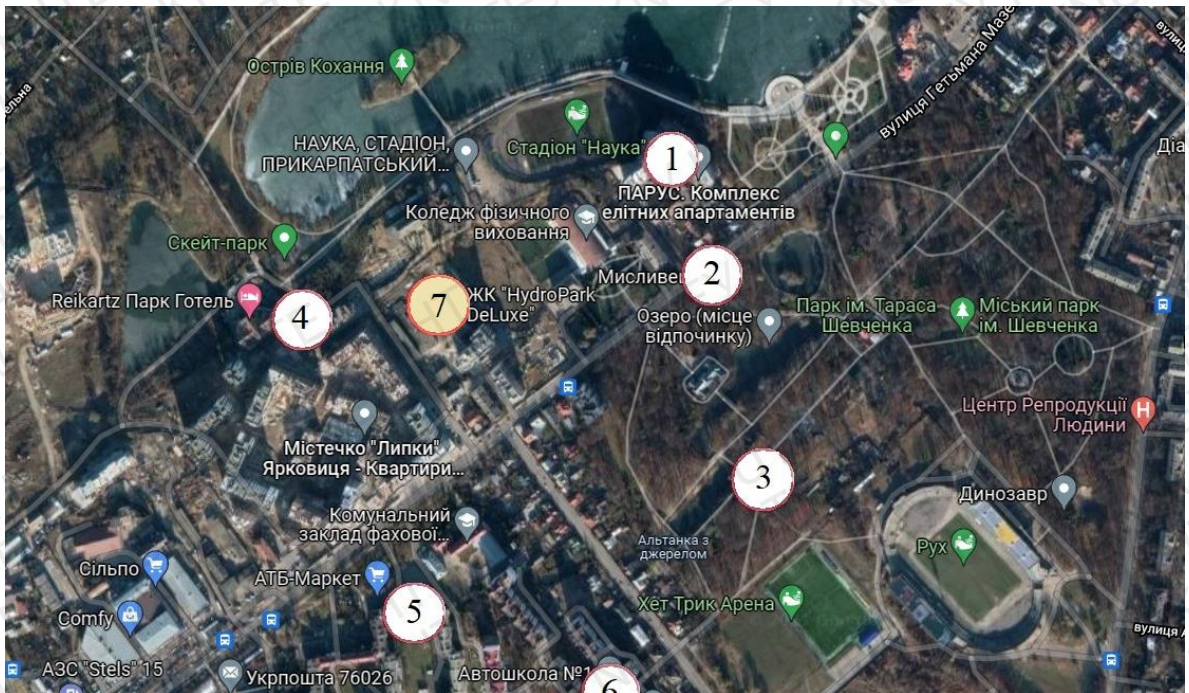 Острів Кохання
вулиця Гетьмана Мазе
НАУКА, СТАДІОН,
ПРИКАРПАТСЬКИЙ...
Стадіон "Наука"
1
Діа
ПАРУС. Комплекс
елітних апартаментів
Коледж фізичного
виховання
Скейт-парк
Мисливе
2
Reikartz Парк Готель
4
7
ЖК "HydroPark
DeLuxe"
Озеро (місце
відпочинку)
Парк ім. Тараса
Шевченка
Міський парк
ім. Шевченка
Центр Репродукції
Людини
H
Містечко "Липки"
Ярковиця - Квартири...
3
Динозавр
Комунальний
заклад фахової...
Альтанка з
джерелом
Рух
Сільпо
АТБ-Маркет
Хет Трик Арена
5
Comfy
вулиця А
АЗС "Stels" 15
Укрпошта 76026
Автошкола №1
6